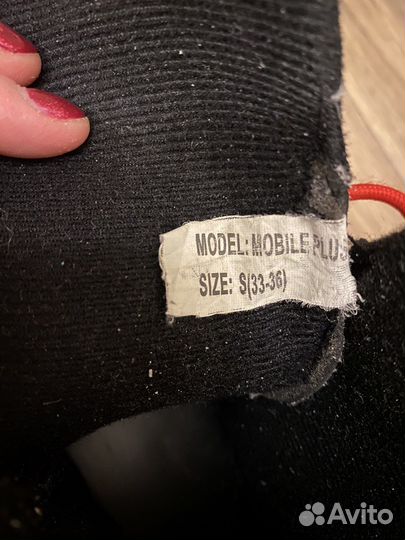 MODEL: MOBILE PLUS
SIZE: S(33-36)
Avito